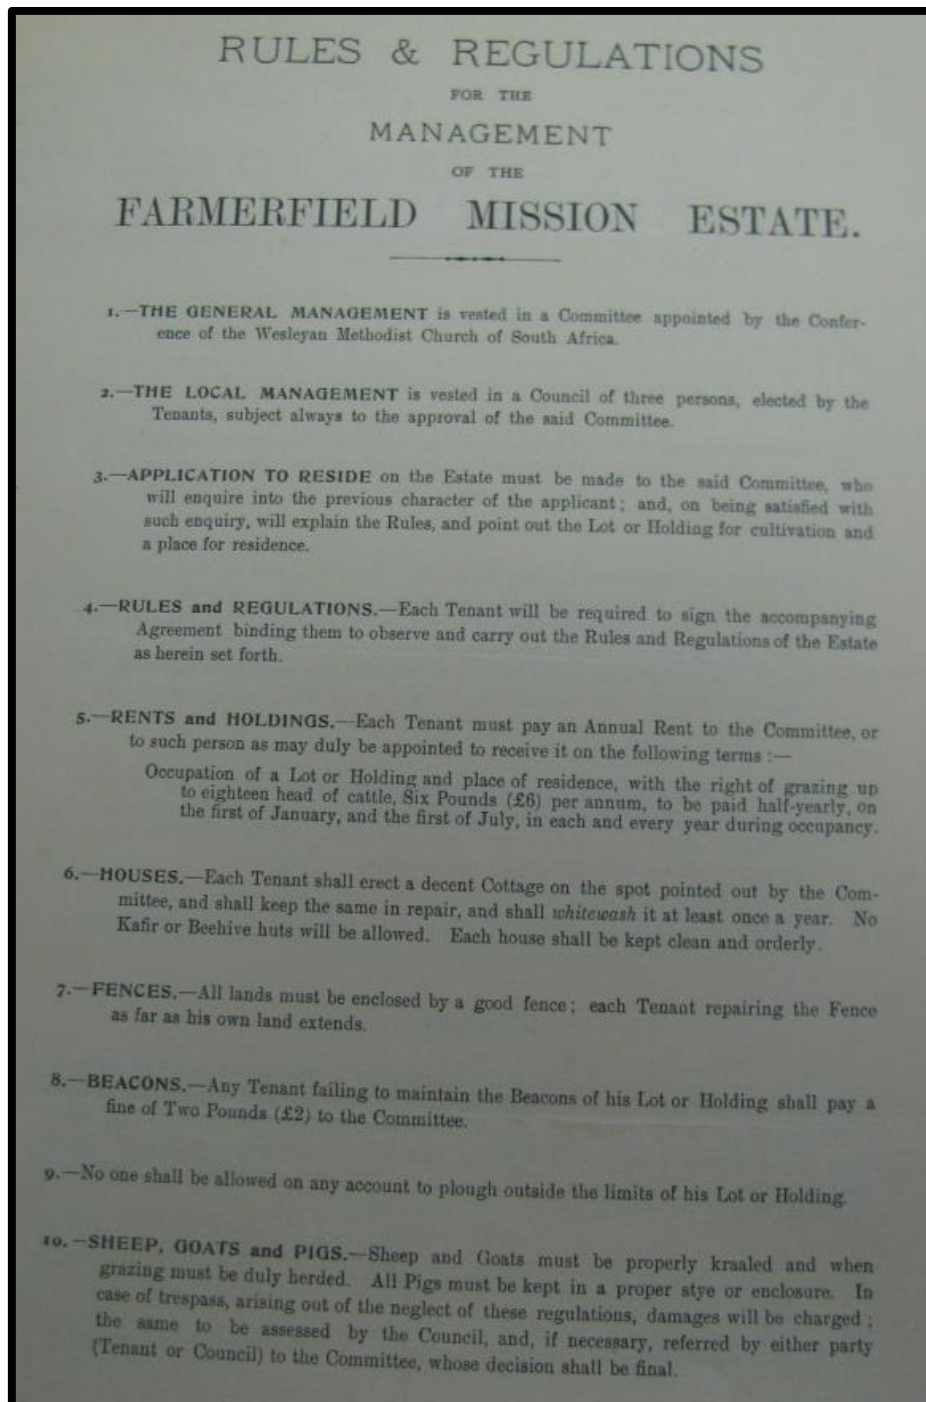 RULES & REGULATIONS
FOR THE
MANAGEMENT
OF THE
FARMERFIELD MISSION ESTATE.
1.—THE GENERAL MANAGEMENT is vested in a Committee appointed by the Confer-
ence of the Wesleyan Methodist Church of South Africa.
2.—THE LOCAL MANAGEMENT is vested in a Council of three persons, elected by the
Tenants, subject always to the approval of the said Committee.
3.—APPLICATION TO RESIDE on the Estate must be made to the said Committee, who
will enquire into the previous character of the applicant; and, on being satisfied with
such enquiry, will explain the Rules, and point out the Lot or Holding for cultivation and
a place for residence.
4.—RULES and REGULATIONS.—Each Tenant will be required to sign the accompanying
Agreement binding them to observe and carry out the Rules and Regulations of the Estate
as herein set forth.
5.—RENTS and HOLDINGS.—Each Tenant must pay an Annual Rent to the Committee, or
to such person as may duly be appointed to receive it on the following terms :—
Occupation of a Lot or Holding and place of residence, with the right of grazing up
to eighteen head of cattle, Six Pounds (£6) per annum, to be paid half-yearly, on
the first of January, and the first of July, in each and every year during occupancy.
6.—HOUSES.—Each Tenant shall erect a decent Cottage on the spot pointed out by the Com-
mittee, and shall keep the same in repair, and shall whitewash it at least once a year. No
Kafir or Beehive huts will be allowed. Each house shall be kept clean and orderly.
7.—FENCES.—All lands must be enclosed by a good fence; each Tenant repairing the Fence
as far as his own land extends.
8.—BEACONS.—Any Tenant failing to maintain the Beacons of his Lot or Holding shall pay a
fine of Two Pounds (£2) to the Committee.
9.—No one shall be allowed on any account to plough outside the limits of his Lot or Holding.
10.—SHEEP, GOATS and PIGS.—Sheep and Goats must be properly kraaled and when
grazing must be duly herded. All Pigs must be kept in a proper stye or enclosure. In
case of trespass, arising out of the neglect of these regulations, damages will be charged;
the same to be assessed by the Council, and, if necessary, referred by either party
(Tenant or Council) to the Committee, whose decision shall be final.